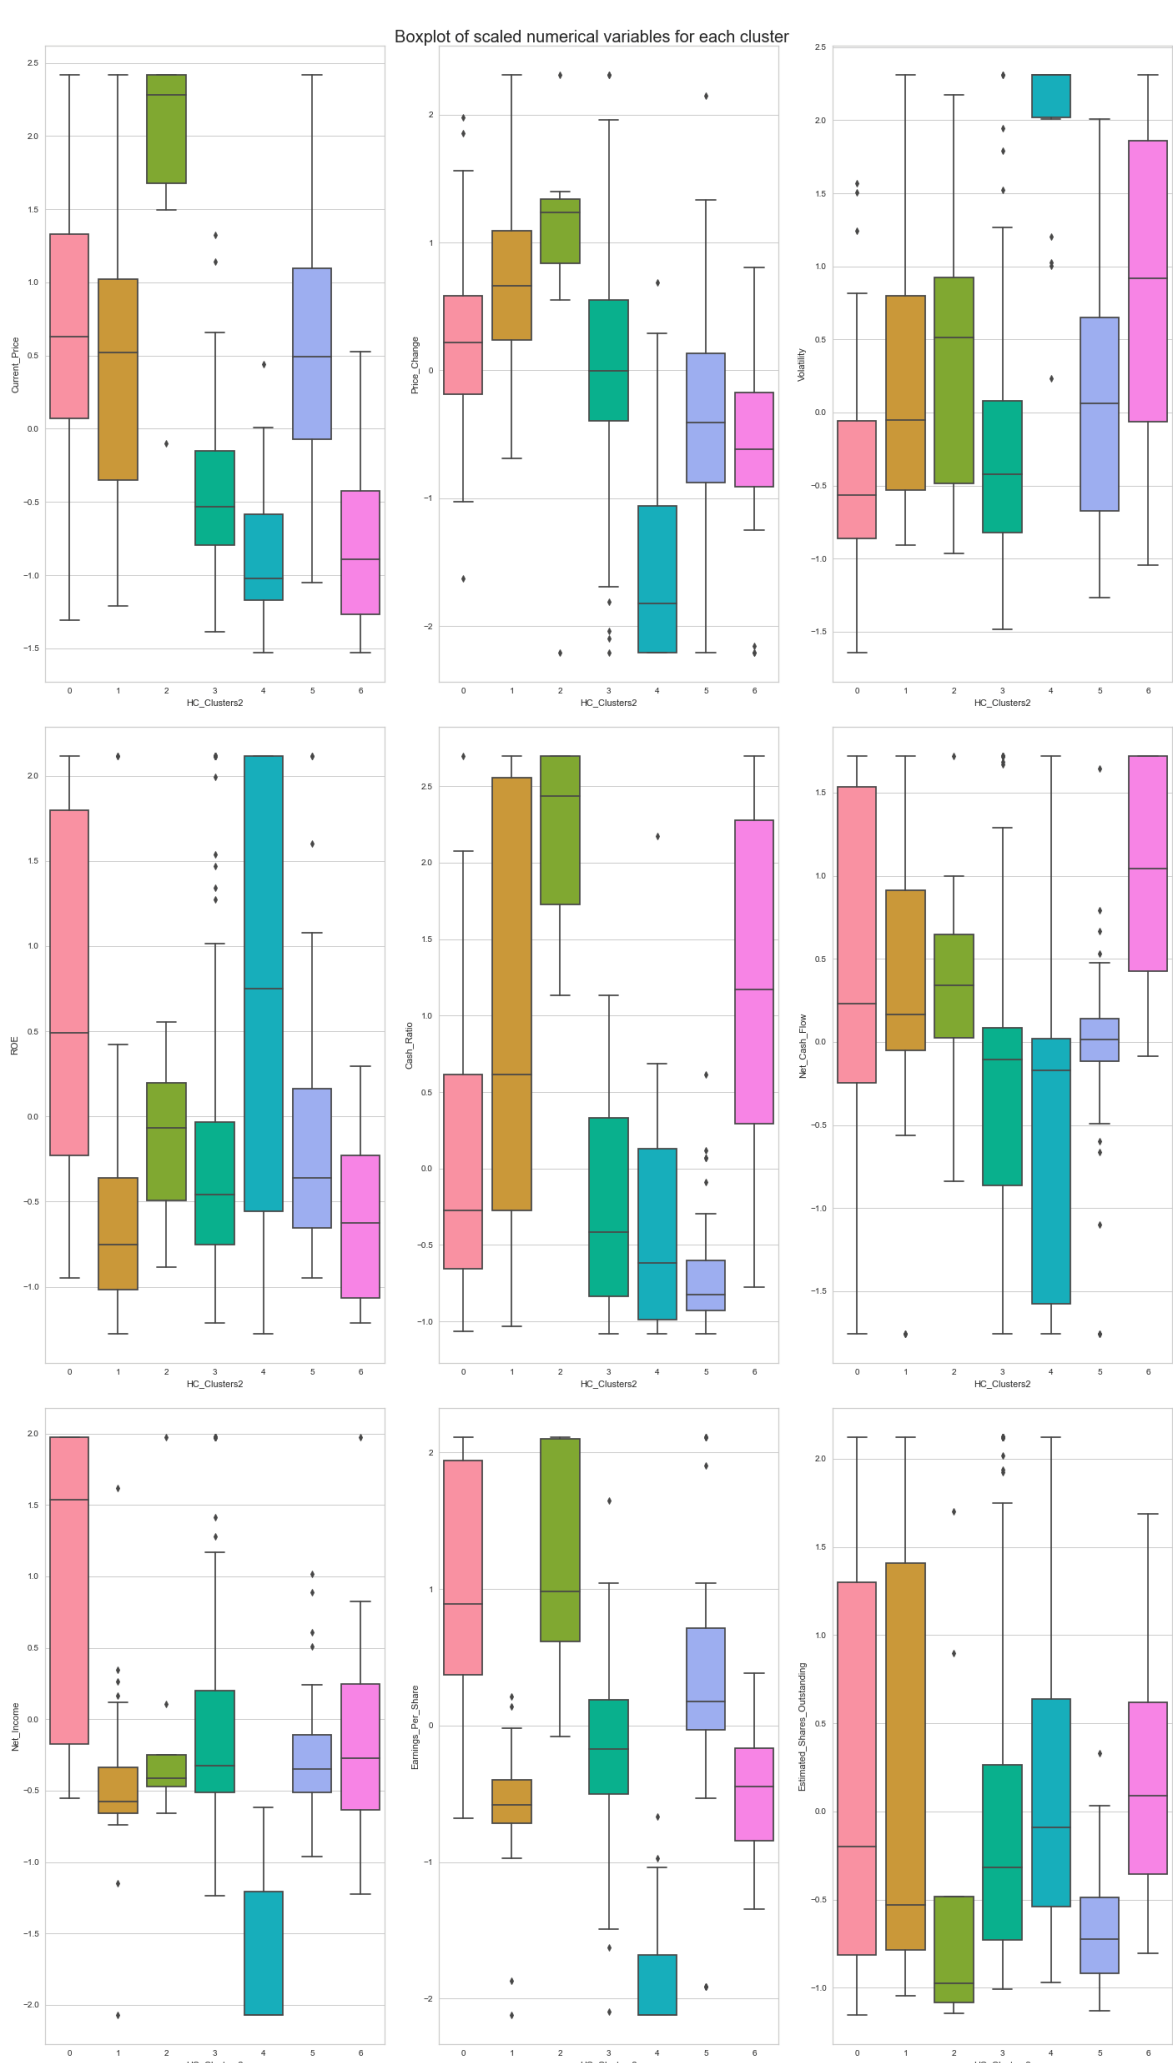 Boxplot of scaled numerical variables for each cluster
Current_Price
2.5
2.0
1.5
1.0
0.5
0.0
−0.5
−1.0
−1.5
0 1 2 3 4 5 6
HC_Clusters2
Price_Change
2
1
0
−1
−2
0 1 2 3 4 5 6
HC_Clusters2
Volatility
2.5
2.0
1.5
1.0
0.5
0.0
−0.5
−1.0
−1.5
0 1 2 3 4 5 6
HC_Clusters2
ROE
2.0
1.5
1.0
0.5
0.0
−0.5
−1.0
0 1 2 3 4 5 6
HC_Clusters2
Cash_Ratio
2.5
2.0
1.5
1.0
0.5
0.0
−0.5
−1.0
0 1 2 3 4 5 6
HC_Clusters2
Net_Cash_Flow
1.5
1.0
0.5
0.0
−0.5
−1.0
−1.5
0 1 2 3 4 5 6
HC_Clusters2
Net_Income
2.0
1.5
1.0
0.5
0.0
−0.5
−1.0
−1.5
−2.0
0 1 2 3 4 5 6
Earnings_Per_Share
2
1
0
−1
−2
0 1 2 3 4 5 6
Estimated_Shares_Outstanding
2.0
1.5
1.0
0.5
0.0
−0.5
−1.0
0 1 2 3 4 5 6